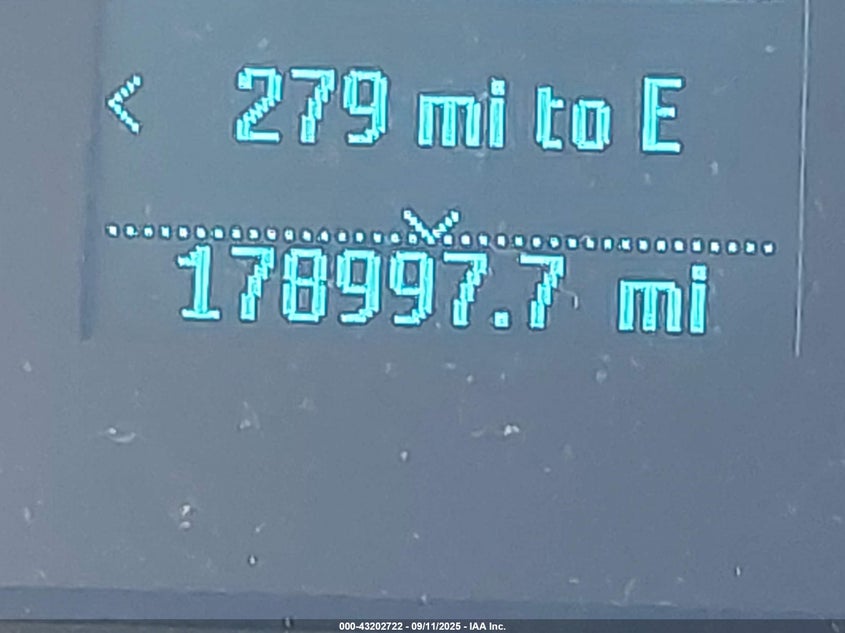 < 279 mi to E
178997.7 mi
000-43202722 - 09/11/2025 - IAA Inc.